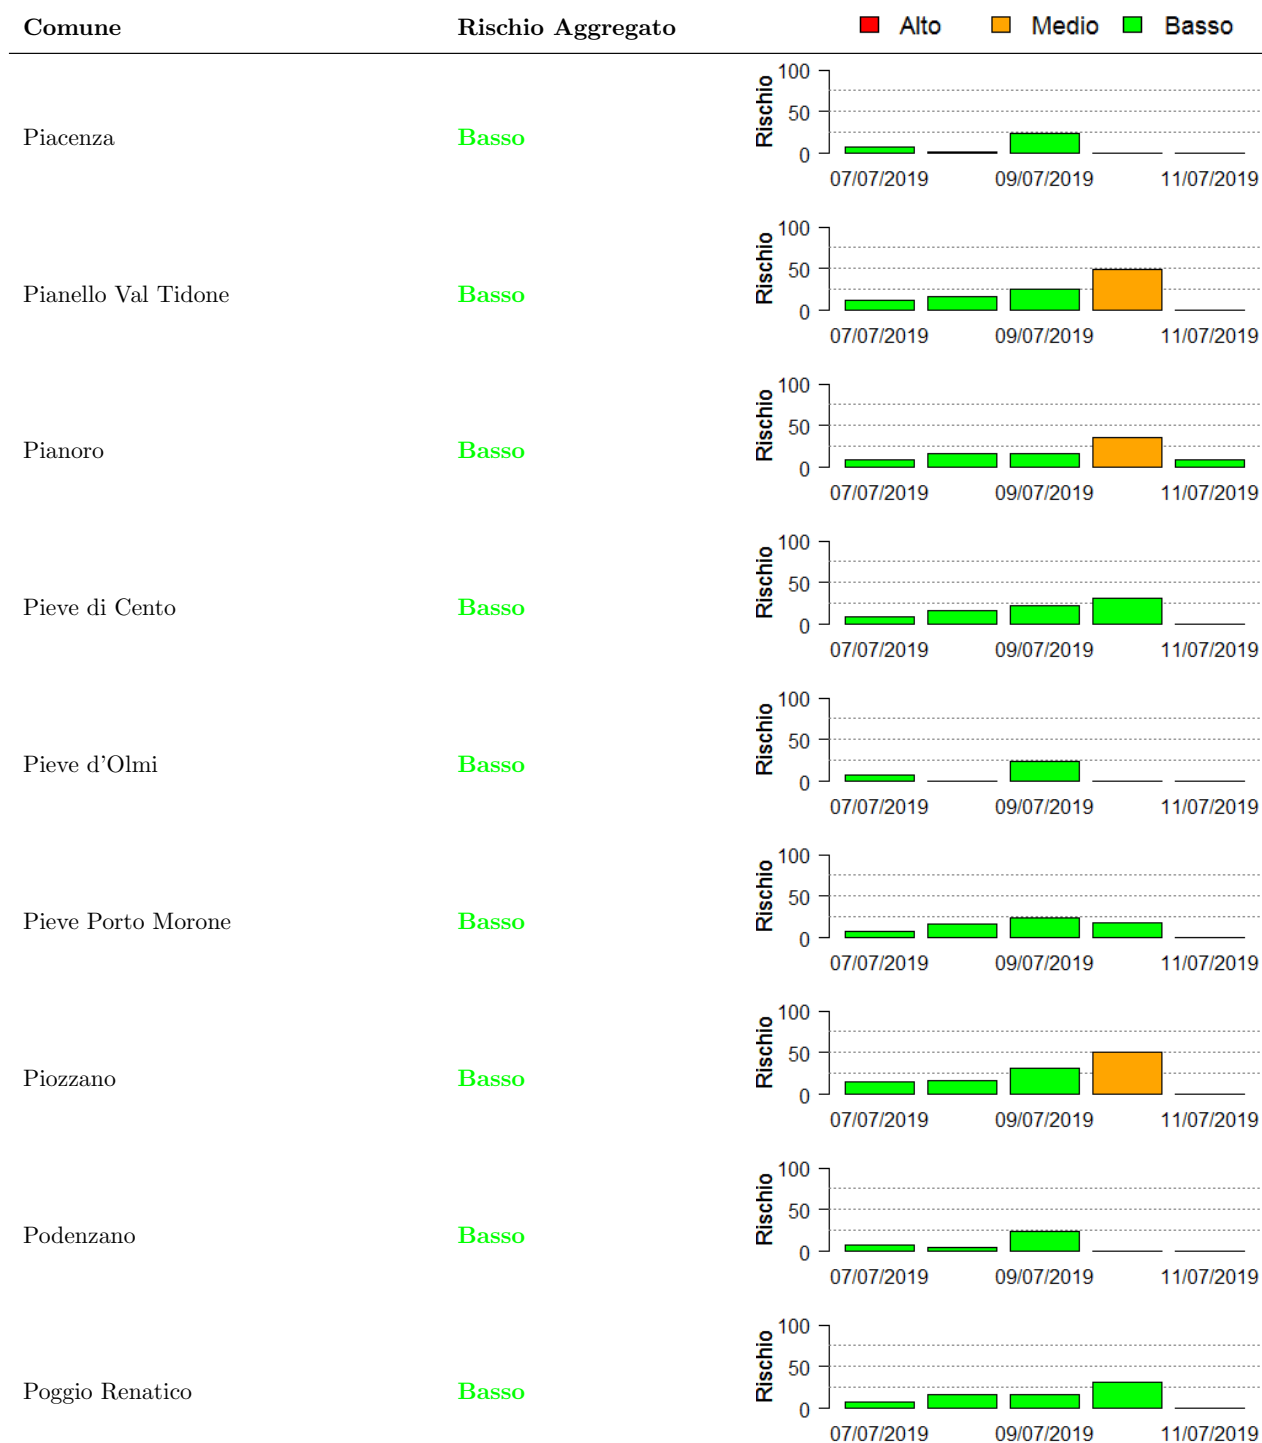 Comune Rischio Aggregato Alto Medio Basso
100
50
0
Rischio
Piacenza Basso
07/07/2019 09/07/2019 11/07/2019
100
50
0
Rischio
Pianello Val Tidone Basso
07/07/2019 09/07/2019 11/07/2019
100
50
0
Rischio
Pianoro Basso
07/07/2019 09/07/2019 11/07/2019
100
50
0
Rischio
Pieve di Cento Basso
07/07/2019 09/07/2019 11/07/2019
100
50
0
Rischio
Pieve d'Olmi Basso
07/07/2019 09/07/2019 11/07/2019
100
50
0
Rischio
Pieve Porto Morone Basso
07/07/2019 09/07/2019 11/07/2019
100
50
0
Rischio
Piozzano Basso
07/07/2019 09/07/2019 11/07/2019
100
50
0
Rischio
Podenzano Basso
07/07/2019 09/07/2019 11/07/2019
100
50
0
Rischio
Poggio Renatico Basso
07/07/2019 09/07/2019 11/07/2019